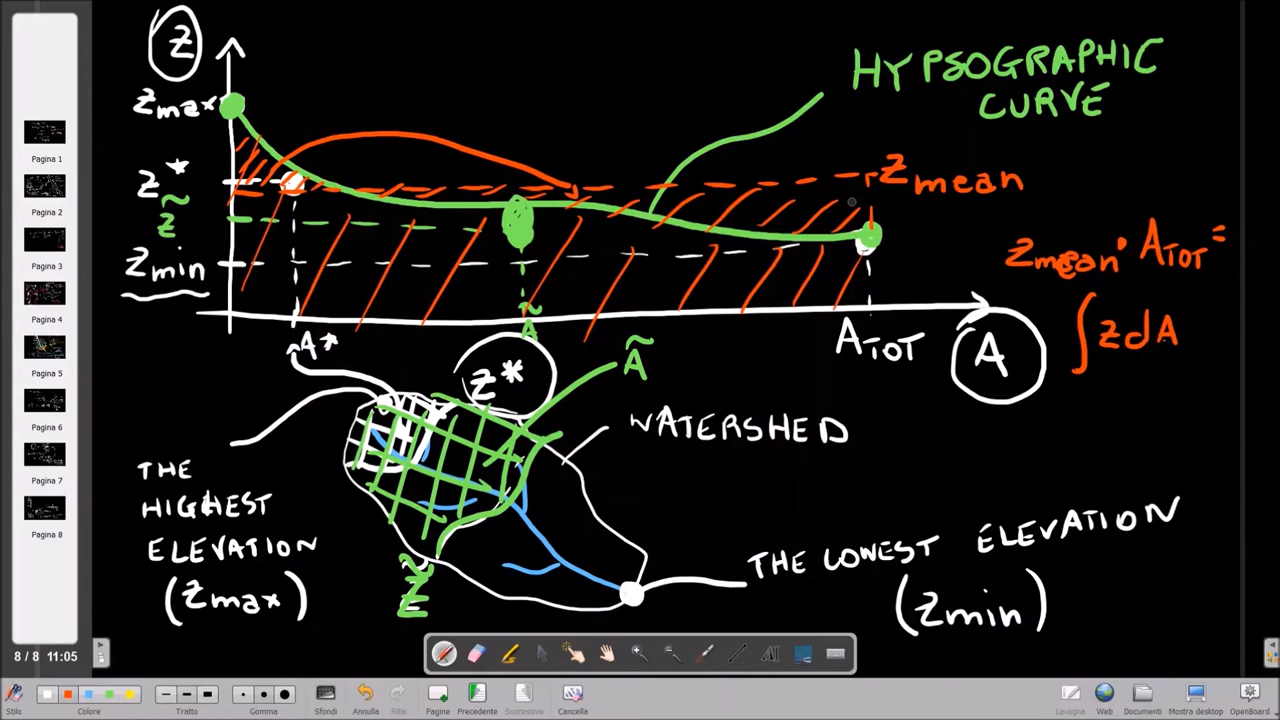 Z
HYPSOGRAPHIC
CURVE
Zmax
Z*
Z̃
Zmin
Zmean
Zmean · ATOT =
∫ZdA
A*
Ã
ATOT
A
Z*
Ã
WATERSHED
THE
HIGHEST
ELEVATION
(Zmax)
Z̃
THE LOWEST ELEVATION
(Zmin)
Pagina 1
Pagina 2
Pagina 3
Pagina 4
Pagina 5
Pagina 6
Pagina 7
Pagina 8
8 / 8 11:05
Stilo
Colore
Tratto
Gomma
Sfondi
Annulla
Rifai
Pagine
Precedente
Successivo
Cancella
Lavagna
Web
Documenti
Mostra desktop
OpenBoard